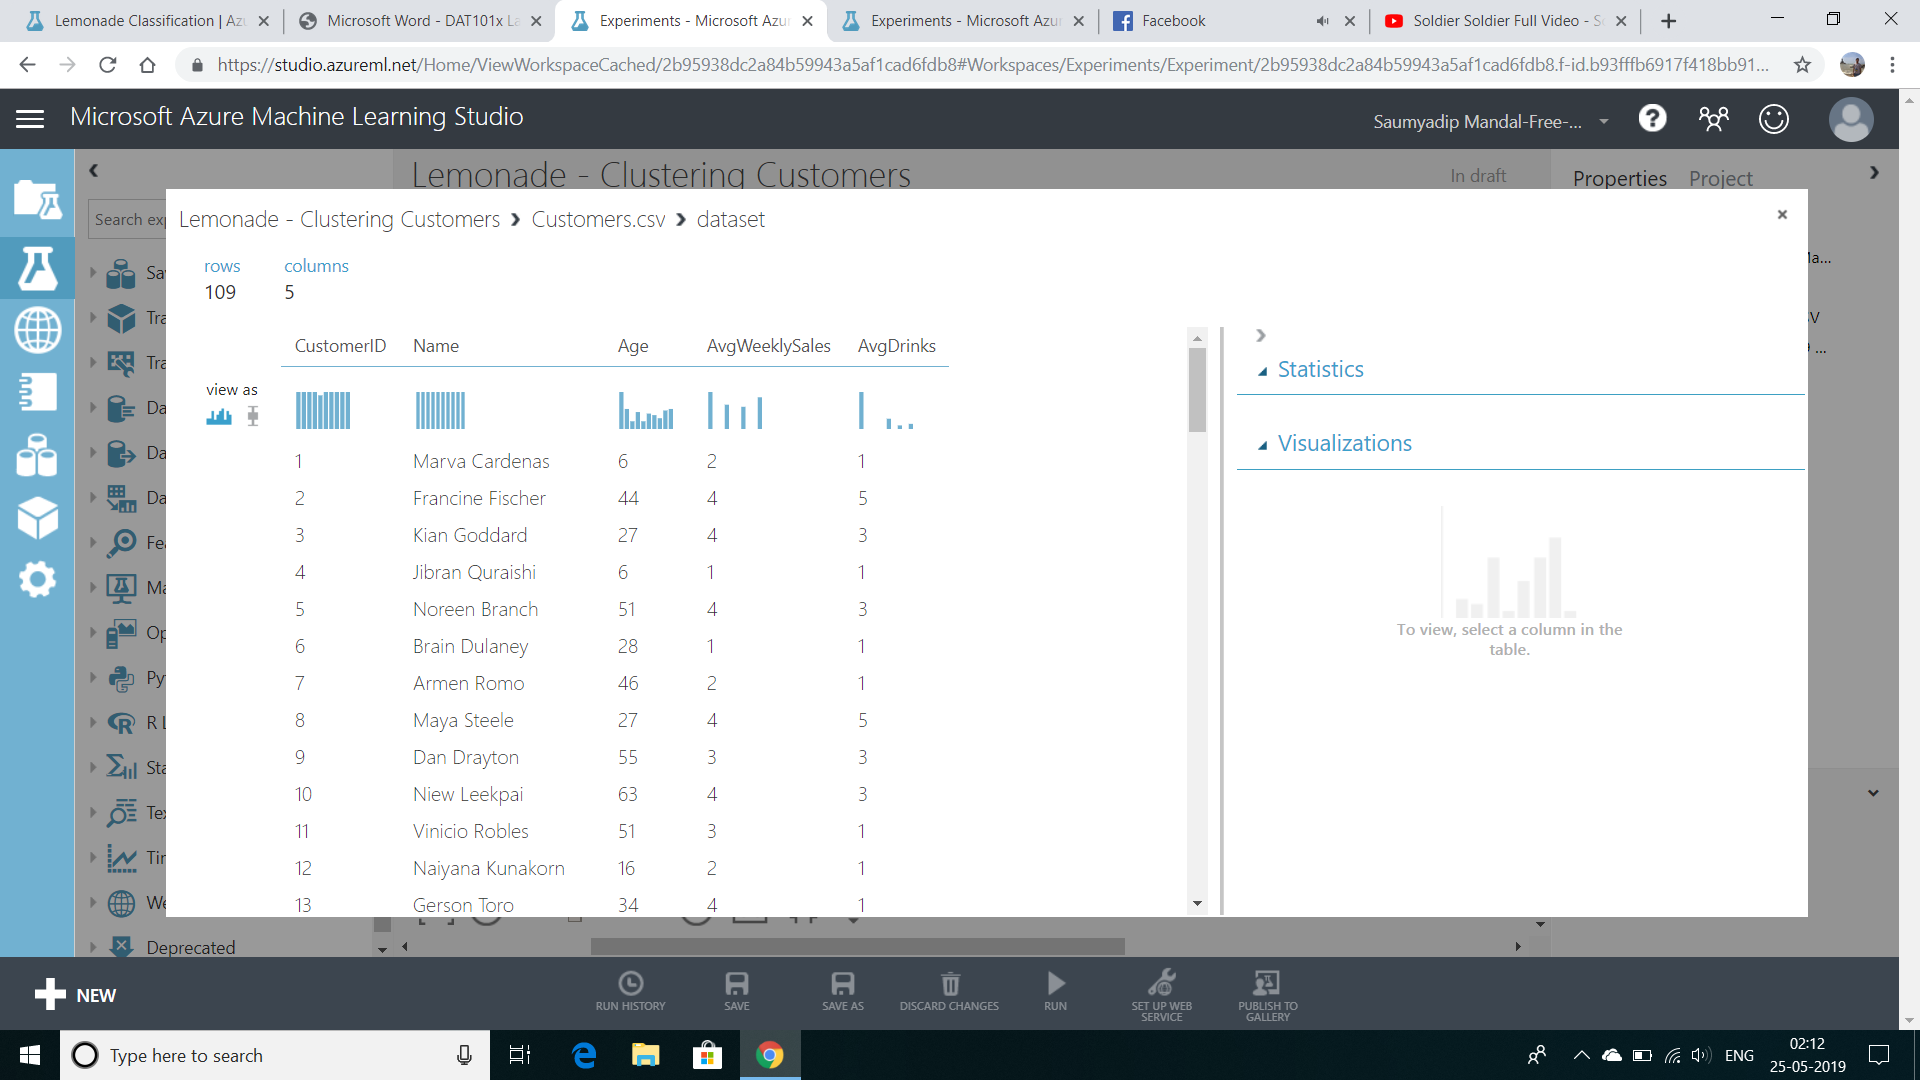 Lemonade Classification | Azu
Microsoft Word - DAT101x La
Experiments - Microsoft Azur
Experiments - Microsoft Azur
Facebook
Soldier Soldier Full Video - So
https://studio.azureml.net/Home/ViewWorkspaceCached/2b95938dc2a84b59943a5af1cad6fdb8#Workspaces/Experiments/Experiment/2b95938dc2a84b59943a5af1cad6fdb8.f-id.b93fffb6917f418bb91...
Microsoft Azure Machine Learning Studio
Saumyadip Mandal-Free-...
Lemonade - Clustering Customers
In draft
Properties Project
Search exp
Lemonade - Clustering Customers > Customers.csv > dataset
rows columns
109 5
CustomerID Name Age AvgWeeklySales AvgDrinks
view as
1 Marva Cardenas 6 2 1
2 Francine Fischer 44 4 5
3 Kian Goddard 27 4 3
4 Jibran Quraishi 6 1 1
5 Noreen Branch 51 4 3
6 Brain Dulaney 28 1 1
7 Armen Romo 46 2 1
8 Maya Steele 27 4 5
9 Dan Drayton 55 3 3
10 Niew Leekpai 63 4 3
11 Vinicio Robles 51 3 1
12 Naiyana Kunakorn 16 2 1
13 Gerson Toro 34 4 1
Statistics
Visualizations
To view, select a column in the
table.
Sa
Tra
Tra
Da
Da
Da
Fea
Ma
Op
Pyt
R L
Sta
Tex
Tim
We
Deprecated
NEW
RUN HISTORY
SAVE
SAVE AS
DISCARD CHANGES
RUN
SET UP WEB
SERVICE
PUBLISH TO
GALLERY
Type here to search
ENG
02:12
25-05-2019